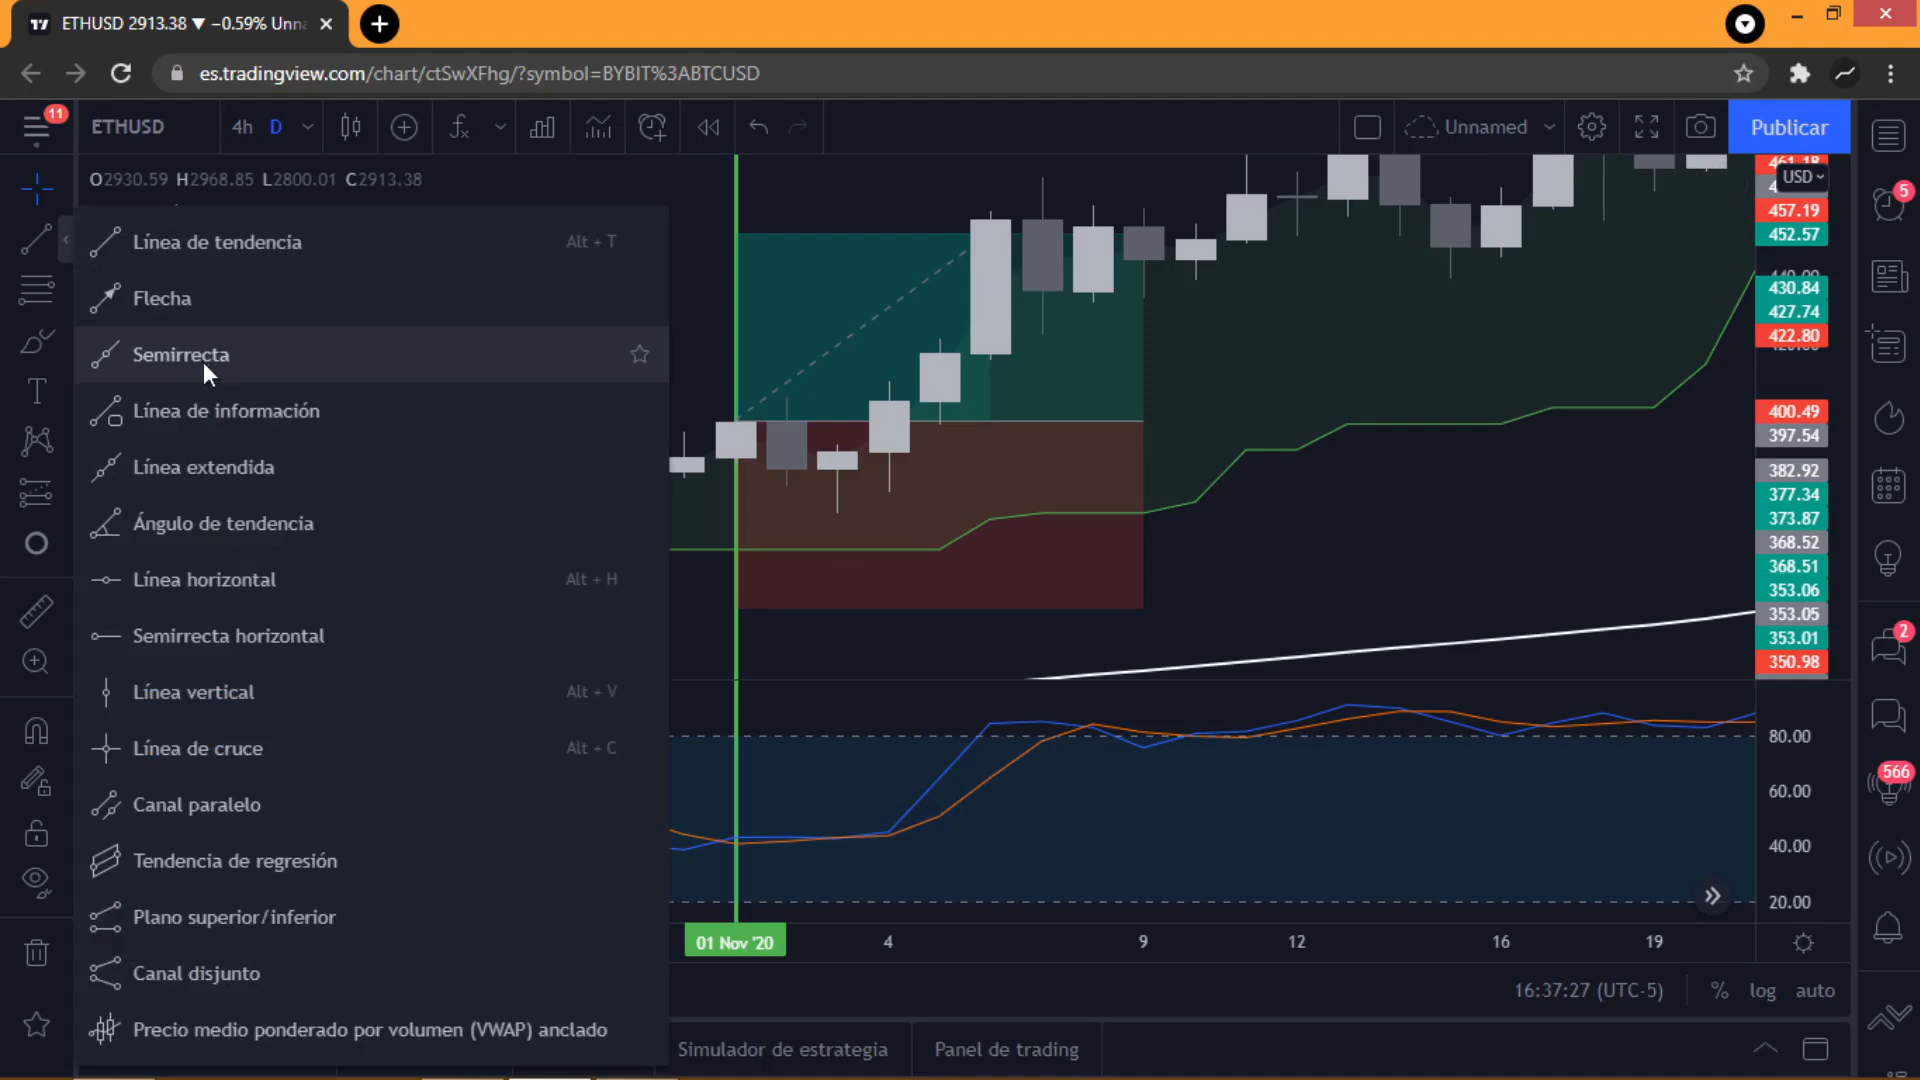 ETHUSD 2913.38 ▼ −0.59% Unn
es.tradingview.com/chart/ctSwXFhg/?symbol=BYBIT%3ABTCUSD
11
ETHUSD
4h
D
Unnamed
Publicar
O2930.59 H2968.85 L2800.01 C2913.38
Línea de tendencia
Alt + T
Flecha
Semirrecta
Línea de información
Línea extendida
Ángulo de tendencia
Línea horizontal
Alt + H
Semirrecta horizontal
Línea vertical
Alt + V
Línea de cruce
Alt + C
Canal paralelo
Tendencia de regresión
Plano superior/inferior
Canal disjunto
Precio medio ponderado por volumen (VWAP) anclado
461.18
USD
457.19
452.57
430.84
427.74
422.80
400.49
397.54
382.92
377.34
373.87
368.52
368.51
353.06
353.05
353.01
350.98
80.00
60.00
40.00
20.00
01 Nov '20
4
9
12
16
19
16:37:27 (UTC-5)
%
log
auto
Simulador de estrategia
Panel de trading
5
2
566